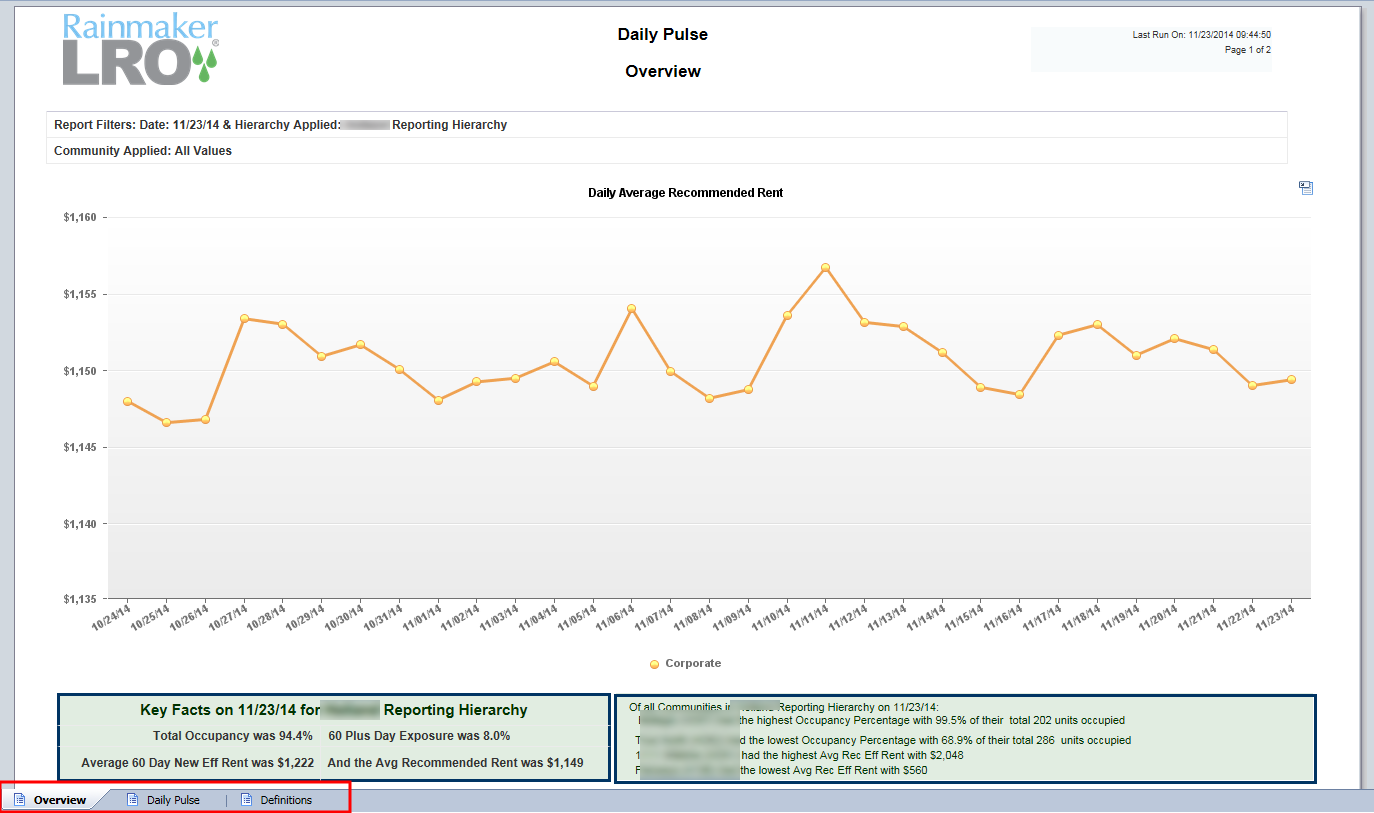 Rainmaker
LRO®
Daily Pulse
Overview
Last Run On: 11/23/2014 09:44:50
Page 1 of 2
Report Filters: Date: 11/23/14 & Hierarchy Applied: Reporting Hierarchy
Community Applied: All Values
Daily Average Recommended Rent
$1,160
$1,155
$1,150
$1,145
$1,140
$1,135
10/24/14
10/25/14
10/26/14
10/27/14
10/28/14
10/29/14
10/30/14
10/31/14
11/01/14
11/02/14
11/03/14
11/04/14
11/05/14
11/06/14
11/07/14
11/08/14
11/09/14
11/10/14
11/11/14
11/12/14
11/13/14
11/14/14
11/15/14
11/16/14
11/17/14
11/18/14
11/19/14
11/20/14
11/21/14
11/22/14
11/23/14
Corporate
Key Facts on 11/23/14 for Reporting Hierarchy
Total Occupancy was 94.4% 60 Plus Day Exposure was 8.0%
Average 60 Day New Eff Rent was $1,222 And the Avg Recommended Rent was $1,149
Of all Communities Reporting Hierarchy on 11/23/14:
the highest Occupancy Percentage with 99.5% of their total 202 units occupied
the lowest Occupancy Percentage with 68.9% of their total 286 units occupied
had the highest Avg Rec Eff Rent with $2,048
the lowest Avg Rec Eff Rent with $560
Overview Daily Pulse | Definitions